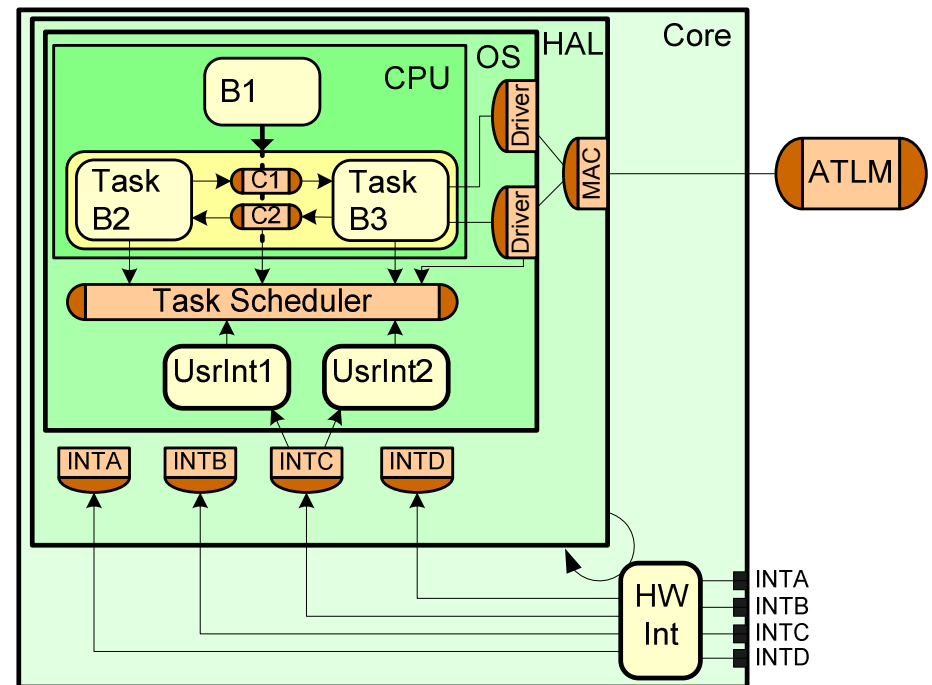 Core
HAL
OS
CPU
B1
Driver
MAC
ATLM
Task
B2
C1
C2
Task
B3
Driver
Task Scheduler
UsrInt1
UsrInt2
INTA
INTB
INTC
INTD
HW
Int
INTA
INTB
INTC
INTD